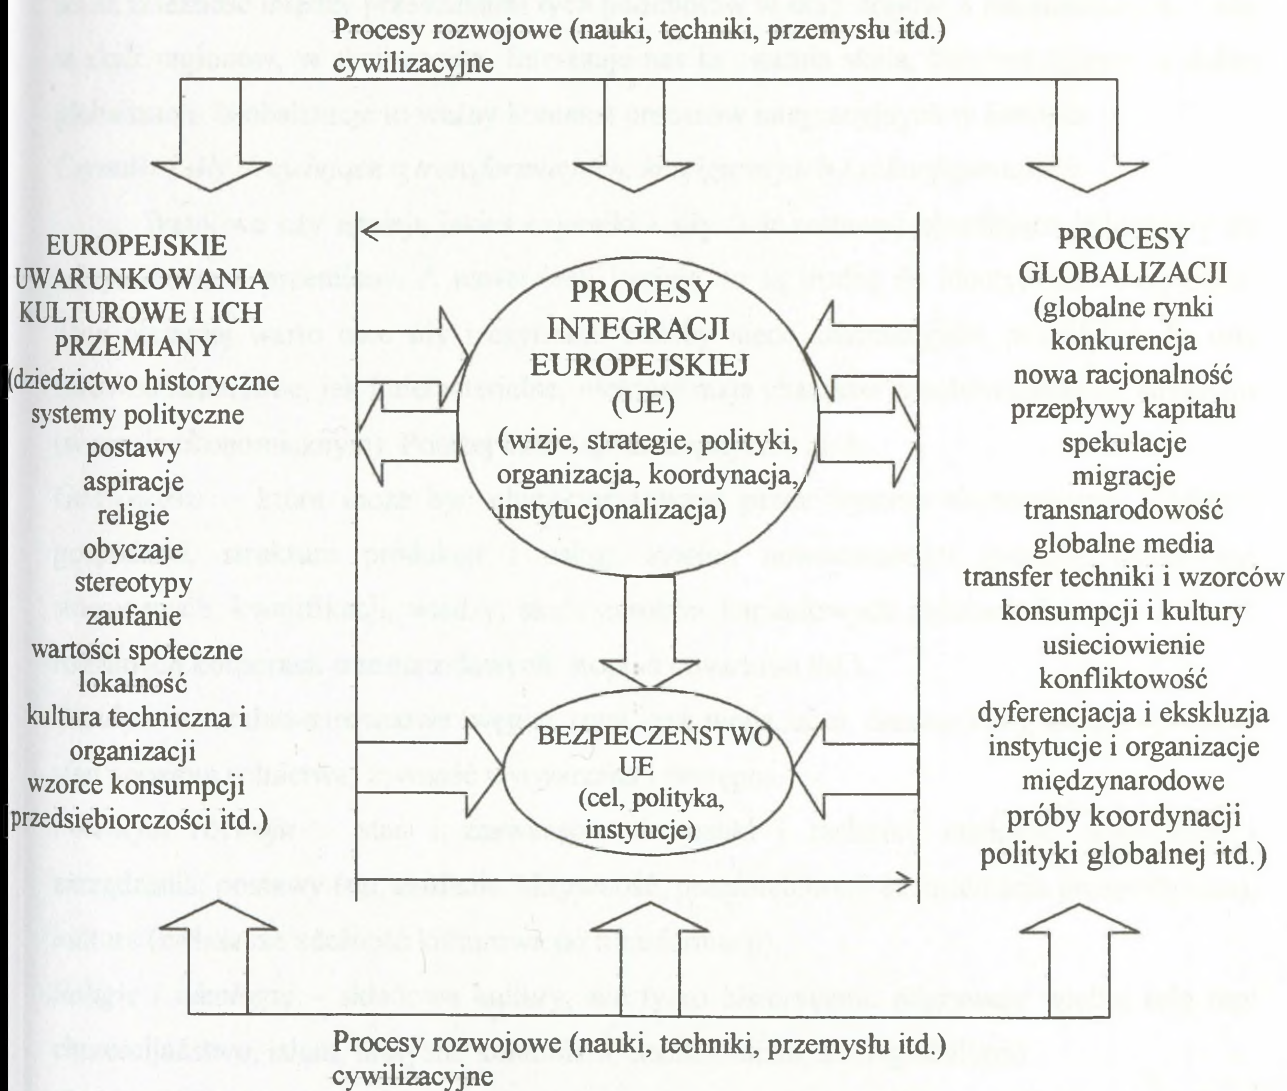 Procesy rozwojowe (nauki, techniki, przemysłu itd.)
cywilizacyjne
EUROPEJSKIE
UWARUNKOWANIA
KULTUROWE I ICH
PRZEMIANY
(dziedzictwo historyczne
systemy polityczne
postawy
aspiracje
religie
obyczaje
stereotypy
zaufanie
wartości społeczne
lokalność
kultura techniczna i
organizacji
wzorce konsumpcji
przedsiębiorczości itd.)
PROCESY
INTEGRACJI
EUROPEJSKIEJ
(UE)
(wizje, strategie, polityki,
organizacja, koordynacja,
instytucjonalizacja)
BEZPIECZEŃSTWO
UE
(cel, polityka,
instytucje)
PROCESY
GLOBALIZACJI
(globalne rynki
konkurencja
nowa racjonalność
przepływy kapitału
spekulacje
migracje
transnarodowość
globalne media
transfer techniki i wzorców
konsumpcji i kultury
usieciowienie
konfliktowość
dyferencjacja i ekskluzja
instytucje i organizacje
międzynarodowe
próby koordynacji
polityki globalnej itd.)
Procesy rozwojowe (nauki, techniki, przemysłu itd.)
cywilizacyjne